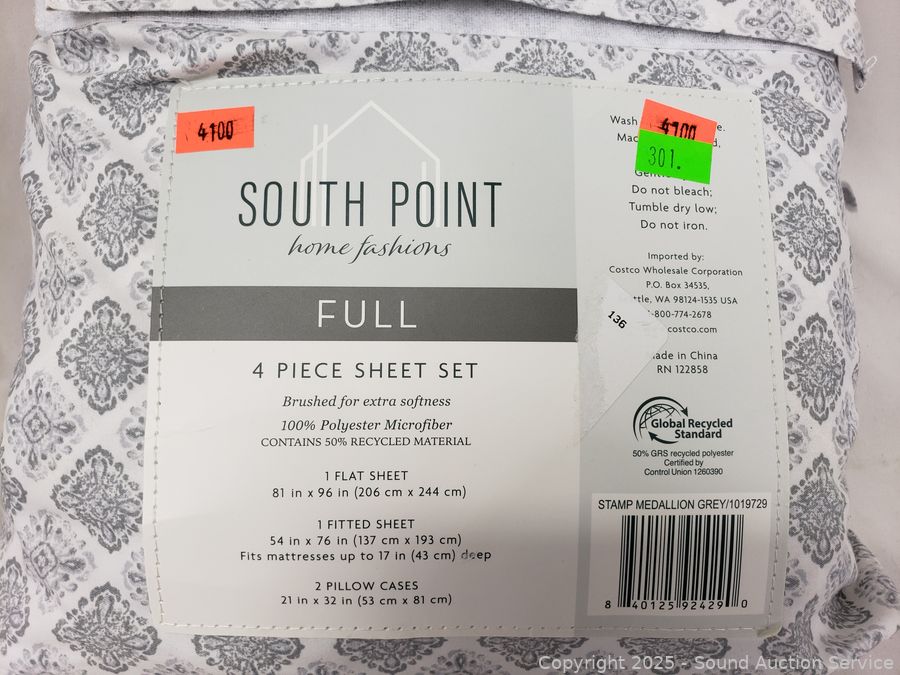 4100
SOUTH POINT
home fashions
FULL
4 PIECE SHEET SET
Brushed for extra softness
100% Polyester Microfiber
CONTAINS 50% RECYCLED MATERIAL
1 FLAT SHEET
81 in x 96 in (206 cm x 244 cm)
1 FITTED SHEET
54 in x 76 in (137 cm x 193 cm)
Fits mattresses up to 17 in (43 cm) deep
2 PILLOW CASES
21 in x 32 in (53 cm x 81 cm)
4100
301.
Wash
Do not bleach;
Tumble dry low;
Do not iron.
Imported by:
Costco Wholesale Corporation
P.O. Box 34535,
WA 98124-1535 USA
800-774-2678
costco.com
136
in China
RN 122858
Global Recycled
Standard
50% GRS recycled polyester
Certified by
Control Union 1260390
STAMP MEDALLION GREY/1019729
8 40125 92429 0
Copyright 2025 - Sound Auction Service